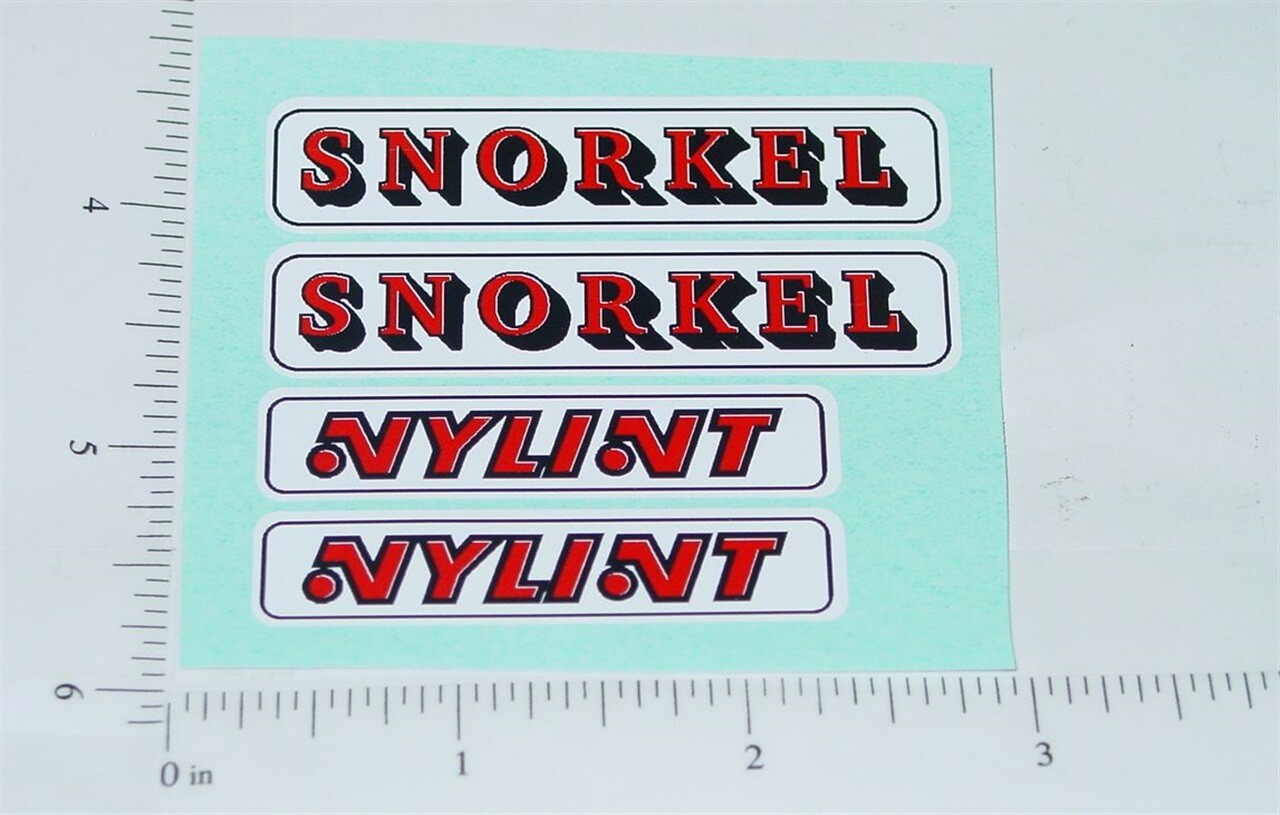 SNORKEL
SNORKEL
NYLINT
NYLINT
4
5
6
0 in 1 2 3